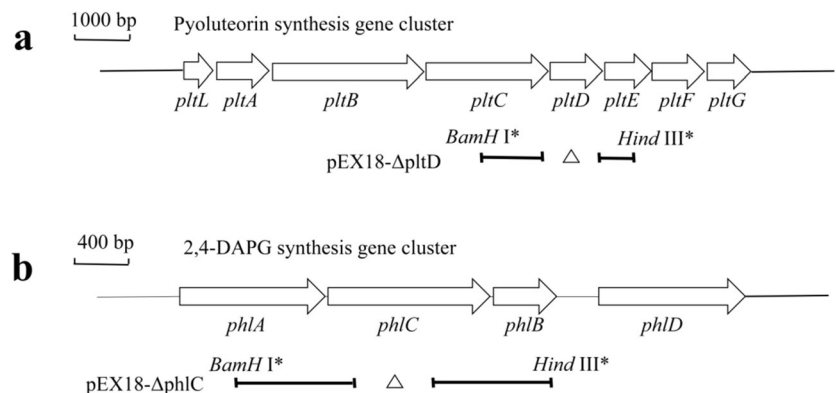 1000 bp
Pyoluteorin synthesis gene cluster
a
pltL pltA pltB pltC pltD pltE pltF pltG
BamH I* Hind III*
pEX18-ΔpltD △
400 bp
2,4-DAPG synthesis gene cluster
b
phlA phlC phlB phlD
BamH I* Hind III*
pEX18-ΔphlC △